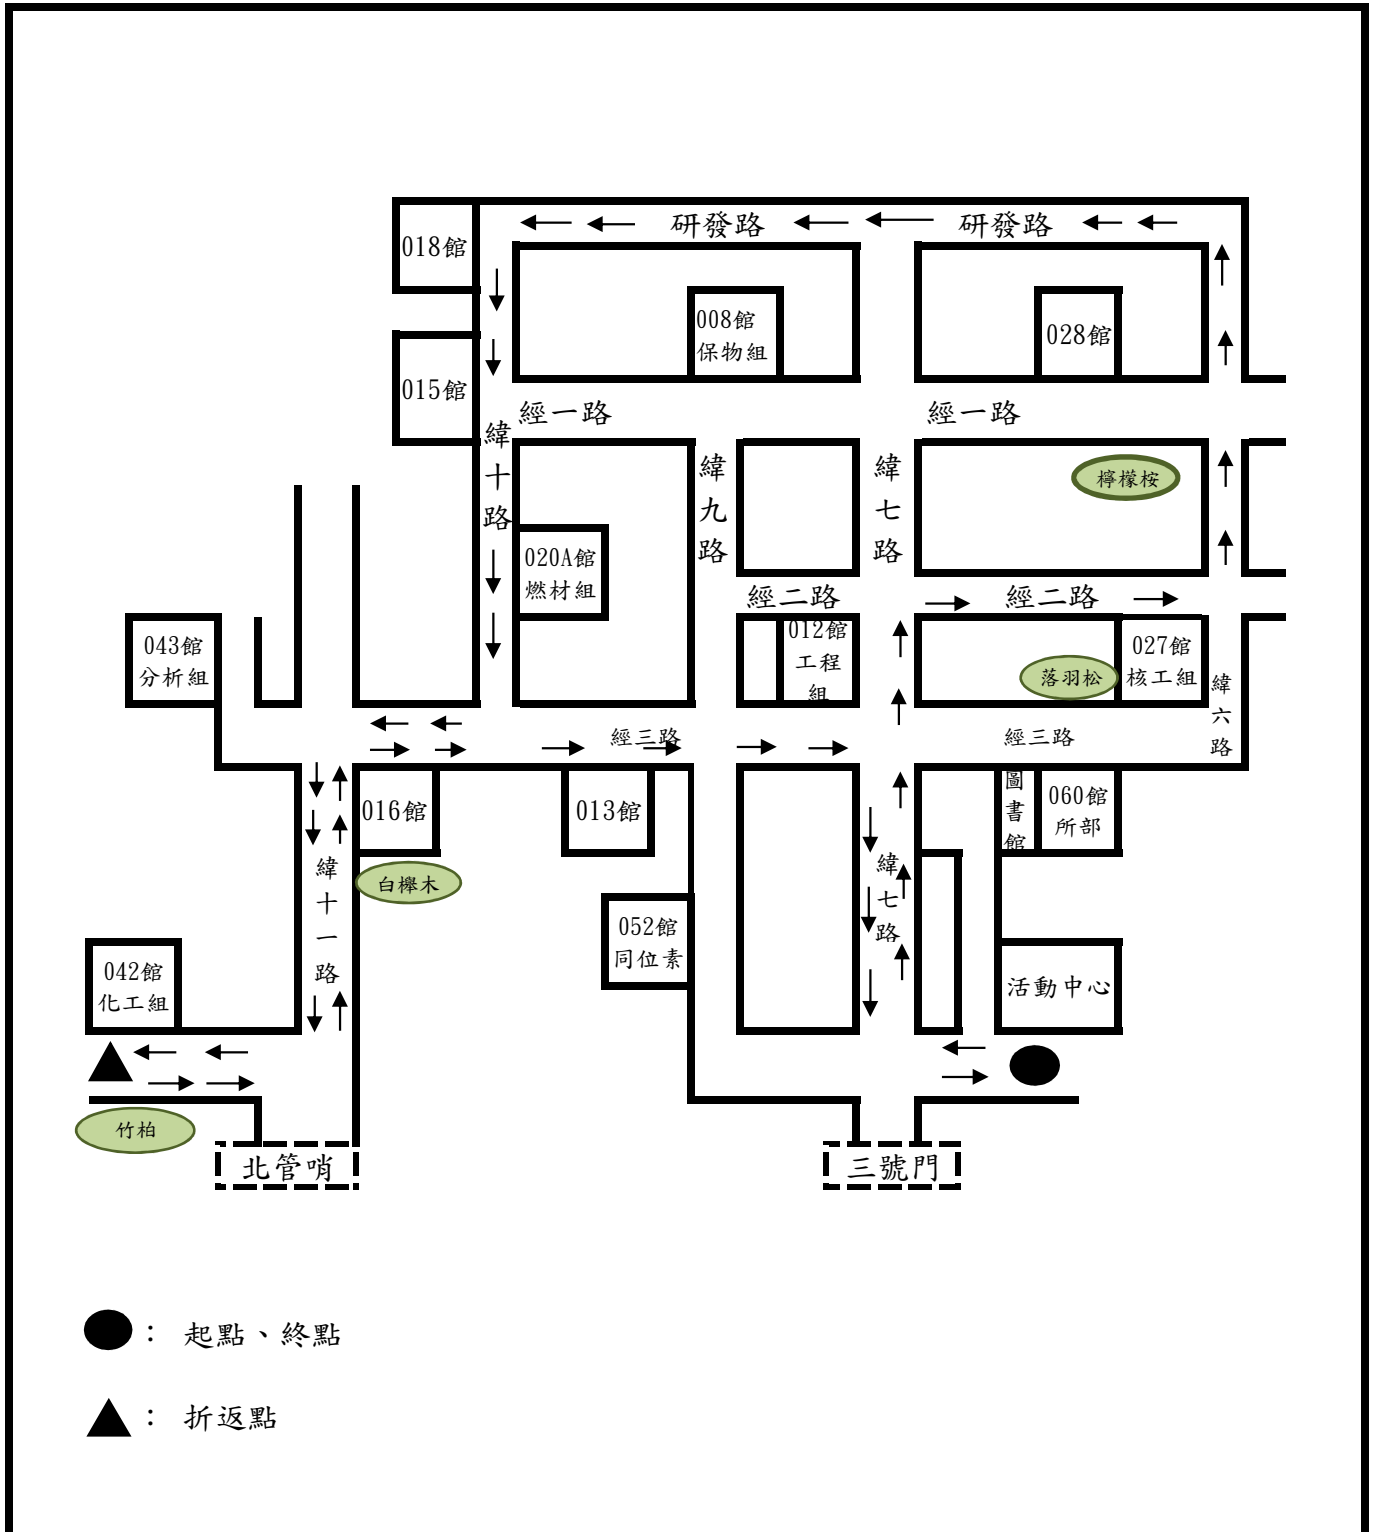 研發路
研發路
018館
008館
保物組
028館
015館
經一路
經一路
緯十路
緯九路
緯七路
檸檬桉
020A館
燃材組
經二路
經二路
043館
分析組
012館
工程
組
落羽松
027館
核工組
緯六路
經三路
經三路
016館
013館
圖書館
060館
所部
緯十一路
白櫸木
緯七路
052館
同位素
042館
化工組
活動中心
竹柏
北管哨
三號門
： 起點、終點
： 折返點